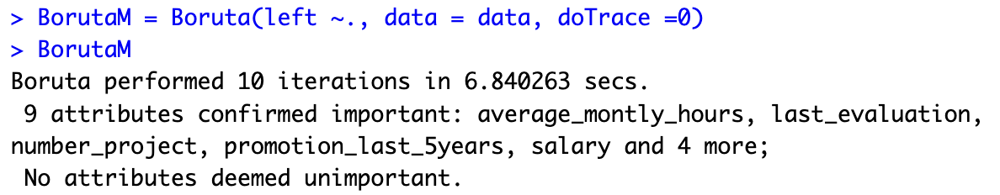 > BorutaM = Boruta(left ~., data = data, doTrace =0)
> BorutaM
Boruta performed 10 iterations in 6.840263 secs.
 9 attributes confirmed important: average_montly_hours, last_evaluation,
number_project, promotion_last_5years, salary and 4 more;
 No attributes deemed unimportant.